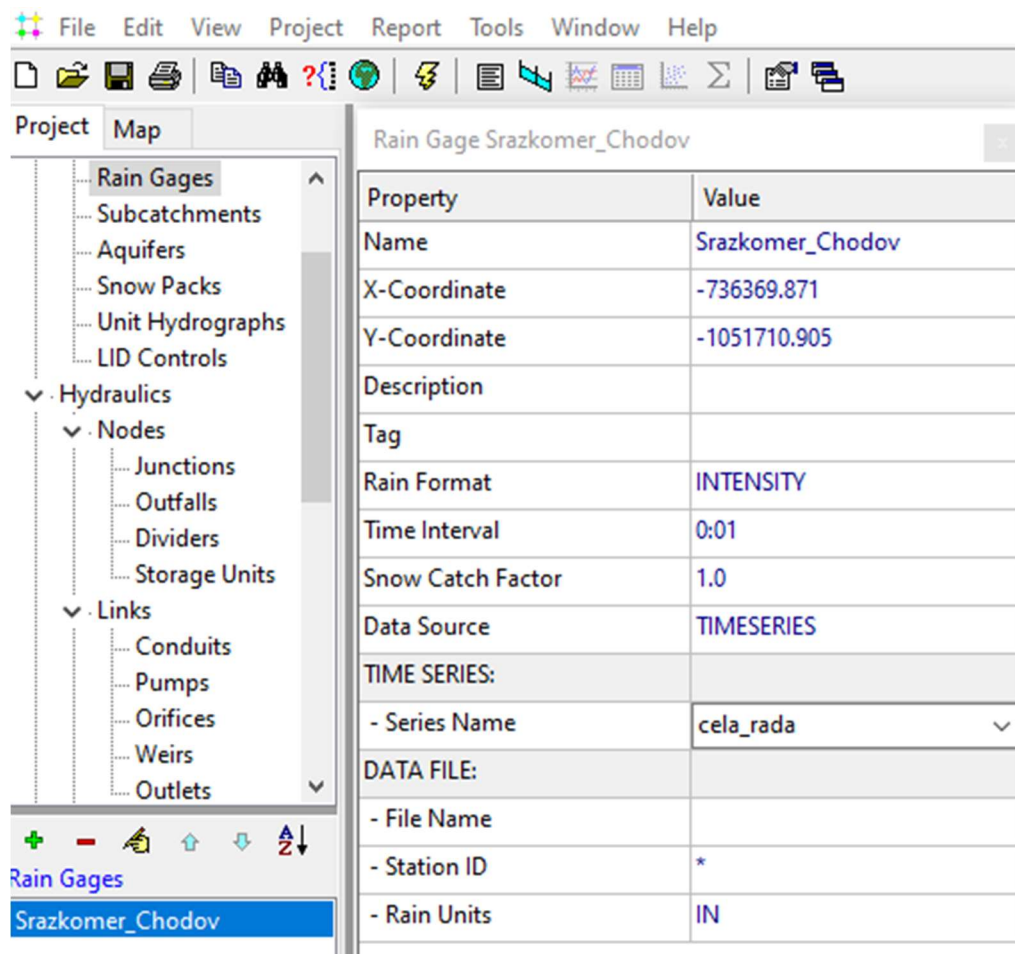 File Edit View Project Report Tools Window Help
Project Map
Rain Gages
Subcatchments
Aquifers
Snow Packs
Unit Hydrographs
LID Controls
Hydraulics
Nodes
Junctions
Outfalls
Dividers
Storage Units
Links
Conduits
Pumps
Orifices
Weirs
Outlets
Rain Gages
Srazkomer_Chodov
Rain Gage Srazkomer_Chodov
Property Value
Name Srazkomer_Chodov
X-Coordinate -736369.871
Y-Coordinate -1051710.905
Description
Tag
Rain Format INTENSITY
Time Interval 0:01
Snow Catch Factor 1.0
Data Source TIMESERIES
TIME SERIES:
- Series Name cela_rada
DATA FILE:
- File Name
- Station ID *
- Rain Units IN